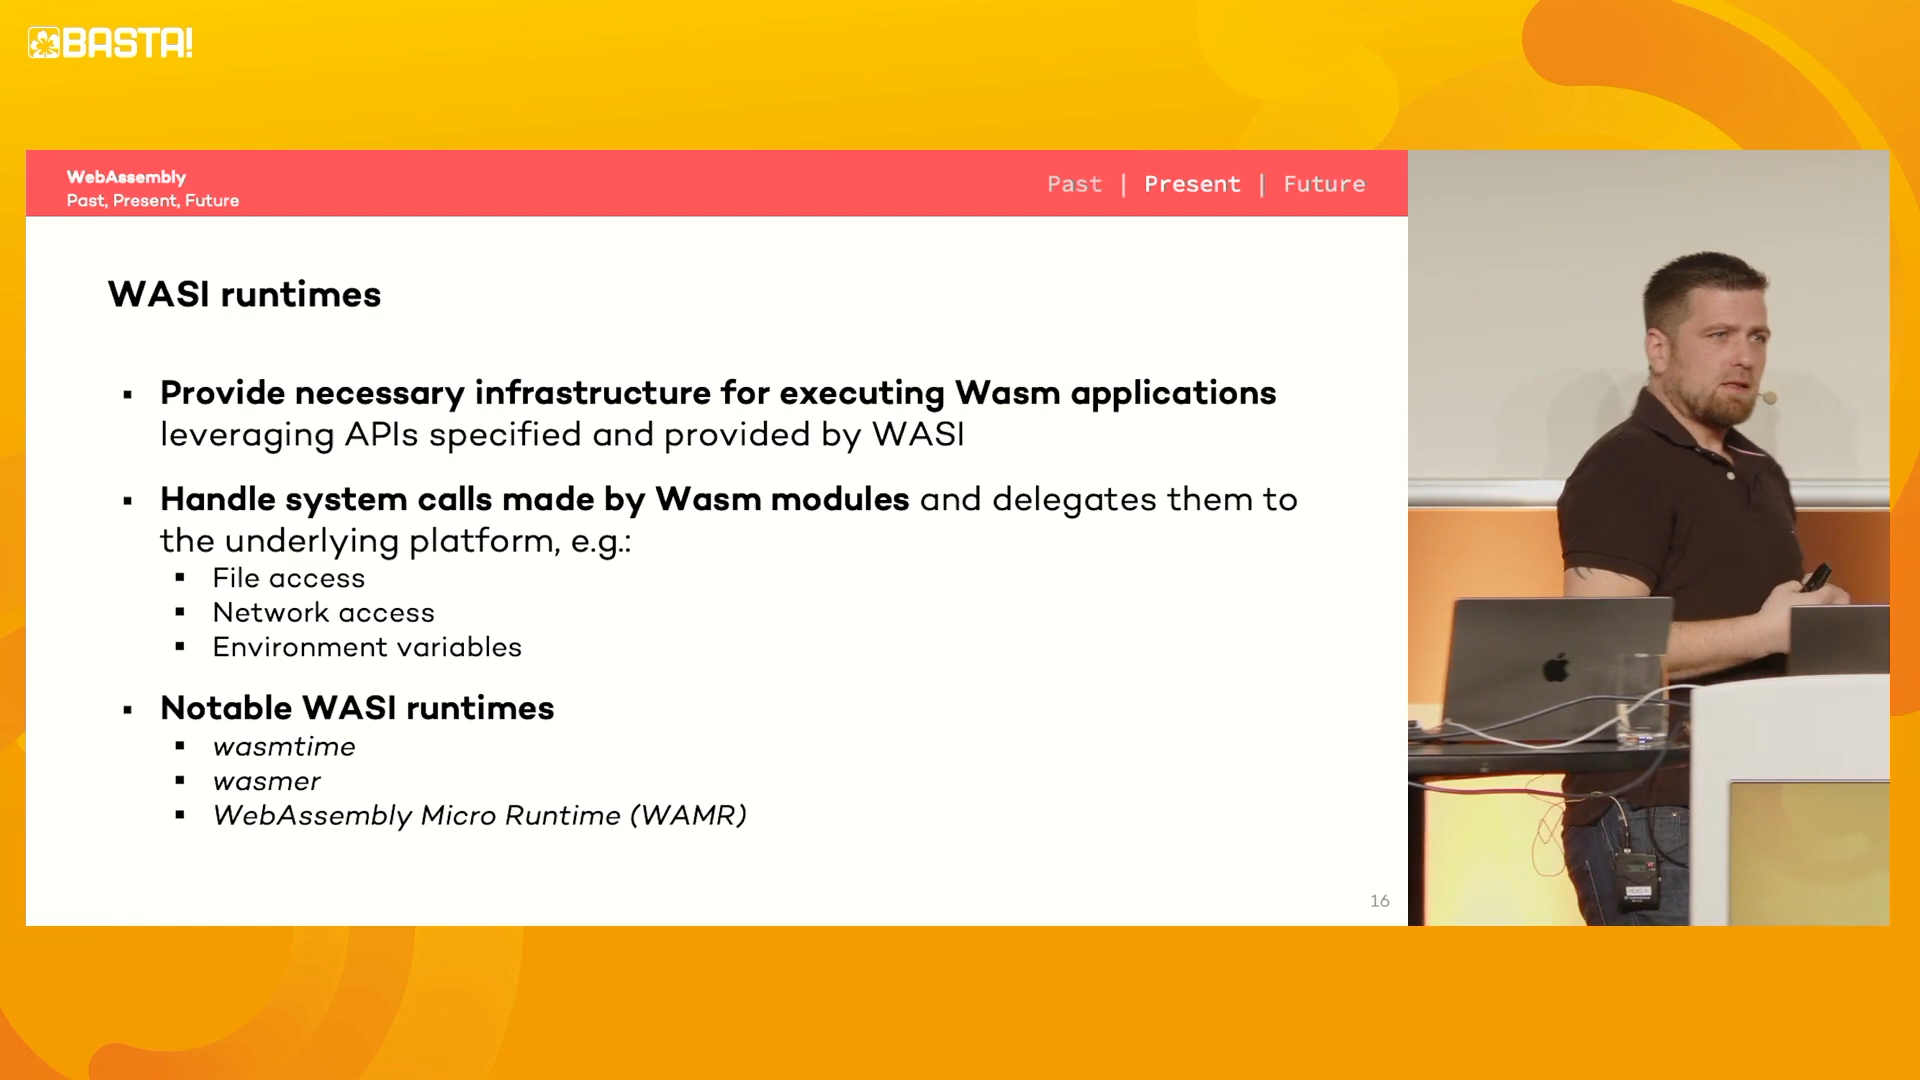 BASTA!
WebAssembly
Past, Present, Future
Past | Present | Future
WASI runtimes
▪ Provide necessary infrastructure for executing Wasm applications
leveraging APIs specified and provided by WASI
▪ Handle system calls made by Wasm modules and delegates them to
the underlying platform, e.g.:
▪ File access
▪ Network access
▪ Environment variables
▪ Notable WASI runtimes
▪ wasmtime
▪ wasmer
▪ WebAssembly Micro Runtime (WAMR)
16